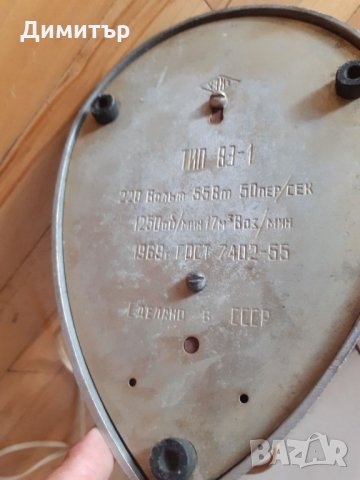 Димитър
ТИП ВЭ-1
220 Вольт 55Вт 50пер/СЕК
1250об/мин 17м³Воз/мин
1969г. ГОСТ 7402-55
СДЕЛАНО В СССР
BAZAR